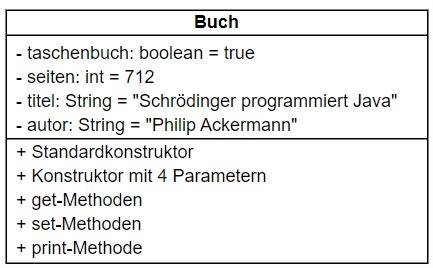 Buch
- taschenbuch: boolean = true
- seiten: int = 712
- titel: String = "Schrödinger programmiert Java"
- autor: String = "Philip Ackermann"
+ Standardkonstruktor
+ Konstruktor mit 4 Parametern
+ get-Methoden
+ set-Methoden
+ print-Methode